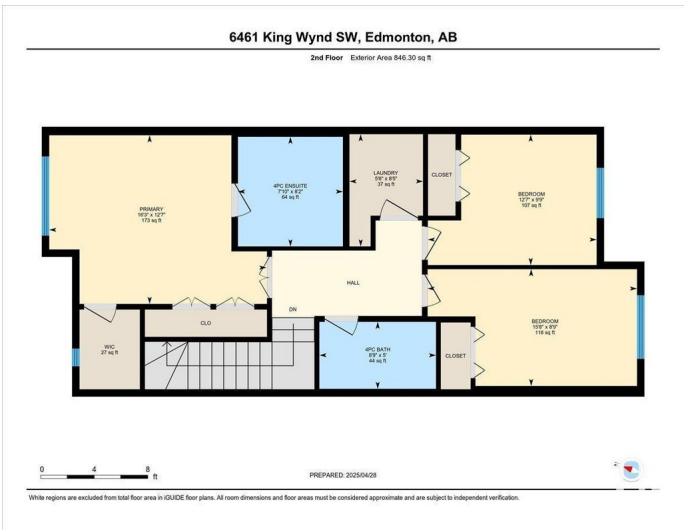 6461 King Wynd SW, Edmonton, AB
2nd Floor Exterior Area 846.30 sq ft
PRIMARY
16'3" x 12'7"
173 sq ft
4PC ENSUITE
7'10" x 8'2"
64 sq ft
LAUNDRY
5'8" x 8'5"
37 sq ft
CLOSET
BEDROOM
12'7" x 9'9"
107 sq ft
HALL
BEDROOM
15'8" x 8'9"
118 sq ft
DN
CLO
WIC
27 sq ft
4PC BATH
8'9" x 5'
44 sq ft
CLOSET
0 4 8
ft
PREPARED: 2025/04/28
White regions are excluded from total floor area in iGUIDE floor plans. All room dimensions and floor areas must be considered approximate and are subject to independent verification.